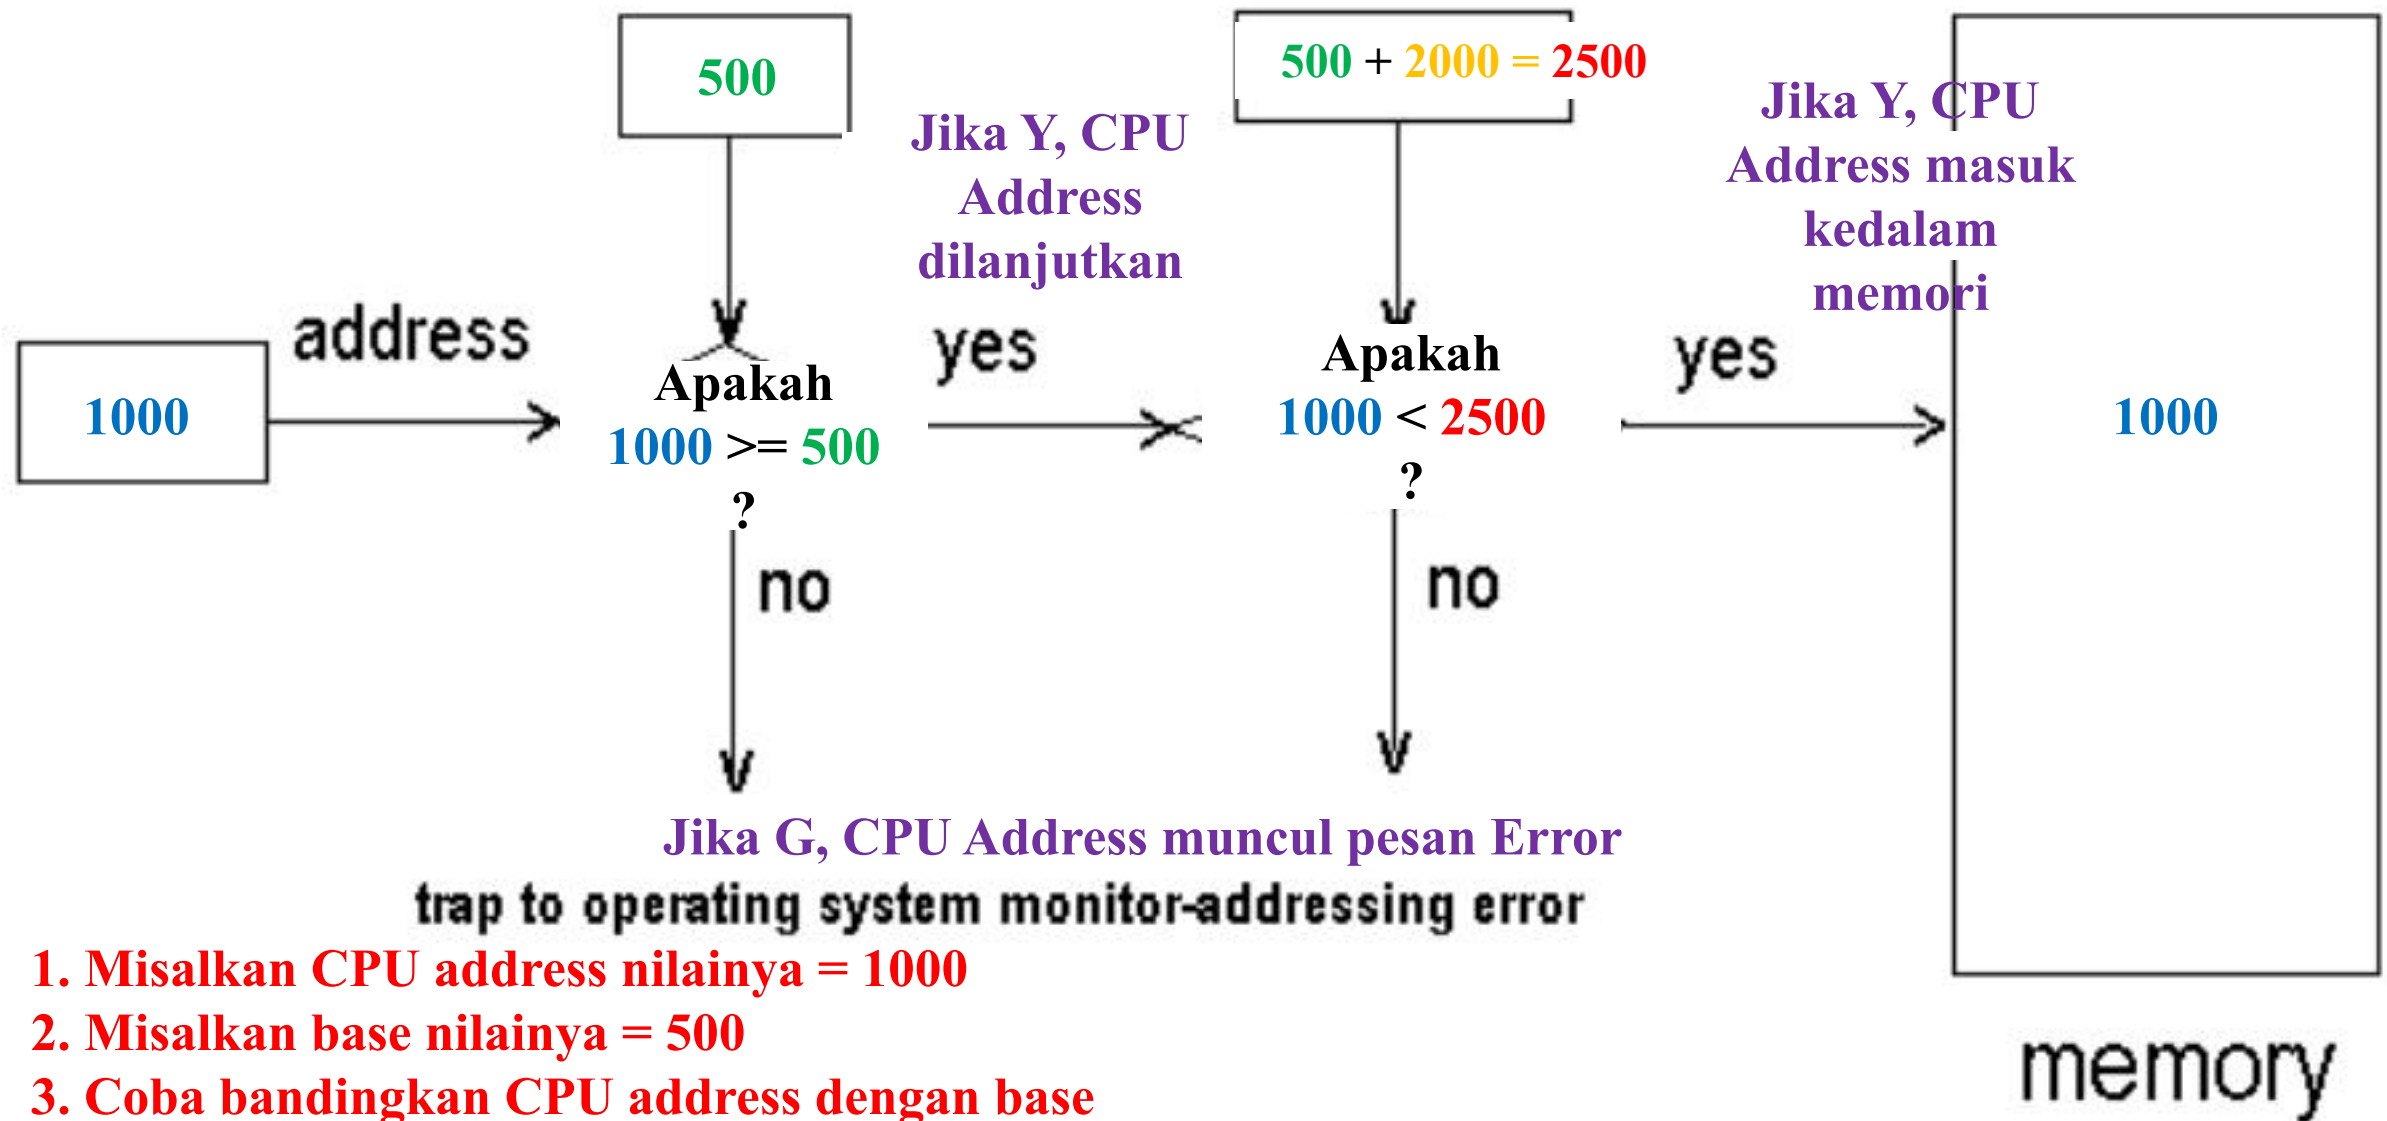 500
500 + 2000 = 2500
Jika Y, CPU
Address
dilanjutkan
Jika Y, CPU
Address masuk
kedalam
memori
address
1000
Apakah
1000 >= 500
?
yes
Apakah
1000 < 2500
?
yes
1000
no
no
Jika G, CPU Address muncul pesan Error
trap to operating system monitor-addressing error
1. Misalkan CPU address nilainya = 1000
2. Misalkan base nilainya = 500
3. Coba bandingkan CPU address dengan base
memory